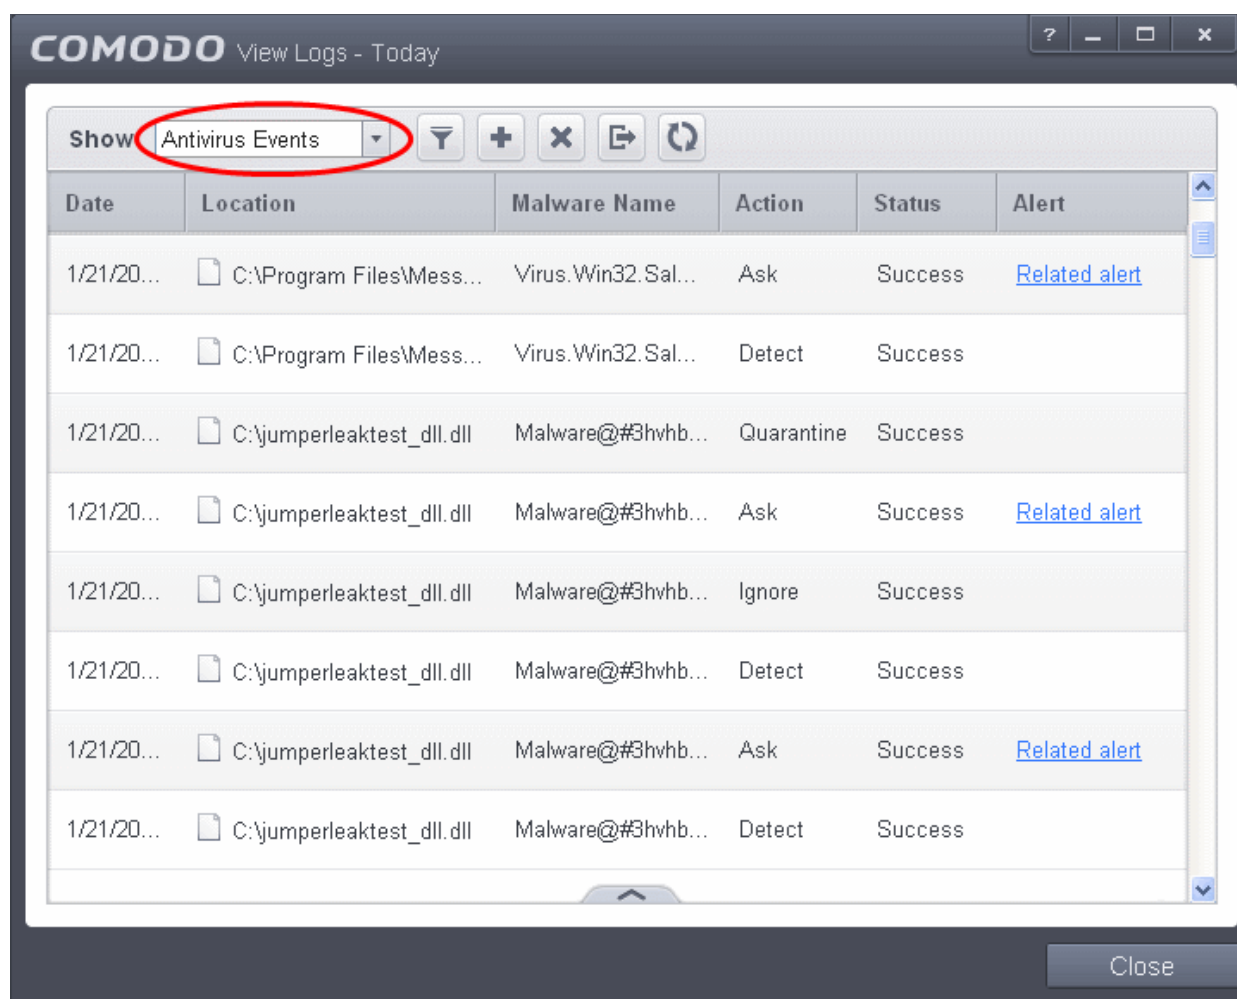 COMODO View Logs - Today ?
Show Antivirus Events
Date Location Malware Name Action Status Alert
1/21/20... C:\Program Files\Mess... Virus.Win32.Sal... Ask Success Related alert
1/21/20... C:\Program Files\Mess... Virus.Win32.Sal... Detect Success
1/21/20... C:\jumperleaktest_dll.dll Malware@#3hvhb... Quarantine Success
1/21/20... C:\jumperleaktest_dll.dll Malware@#3hvhb... Ask Success Related alert
1/21/20... C:\jumperleaktest_dll.dll Malware@#3hvhb... Ignore Success
1/21/20... C:\jumperleaktest_dll.dll Malware@#3hvhb... Detect Success
1/21/20... C:\jumperleaktest_dll.dll Malware@#3hvhb... Ask Success Related alert
1/21/20... C:\jumperleaktest_dll.dll Malware@#3hvhb... Detect Success
Close